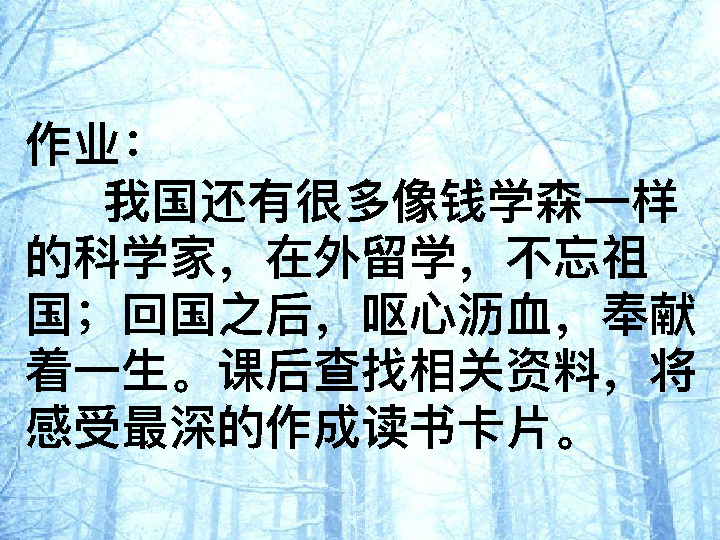 作业：
我国还有很多像钱学森一样
的科学家，在外留学，不忘祖
国；回国之后，呕心沥血，奉献
着一生。课后查找相关资料，将
感受最深的作成读书卡片。